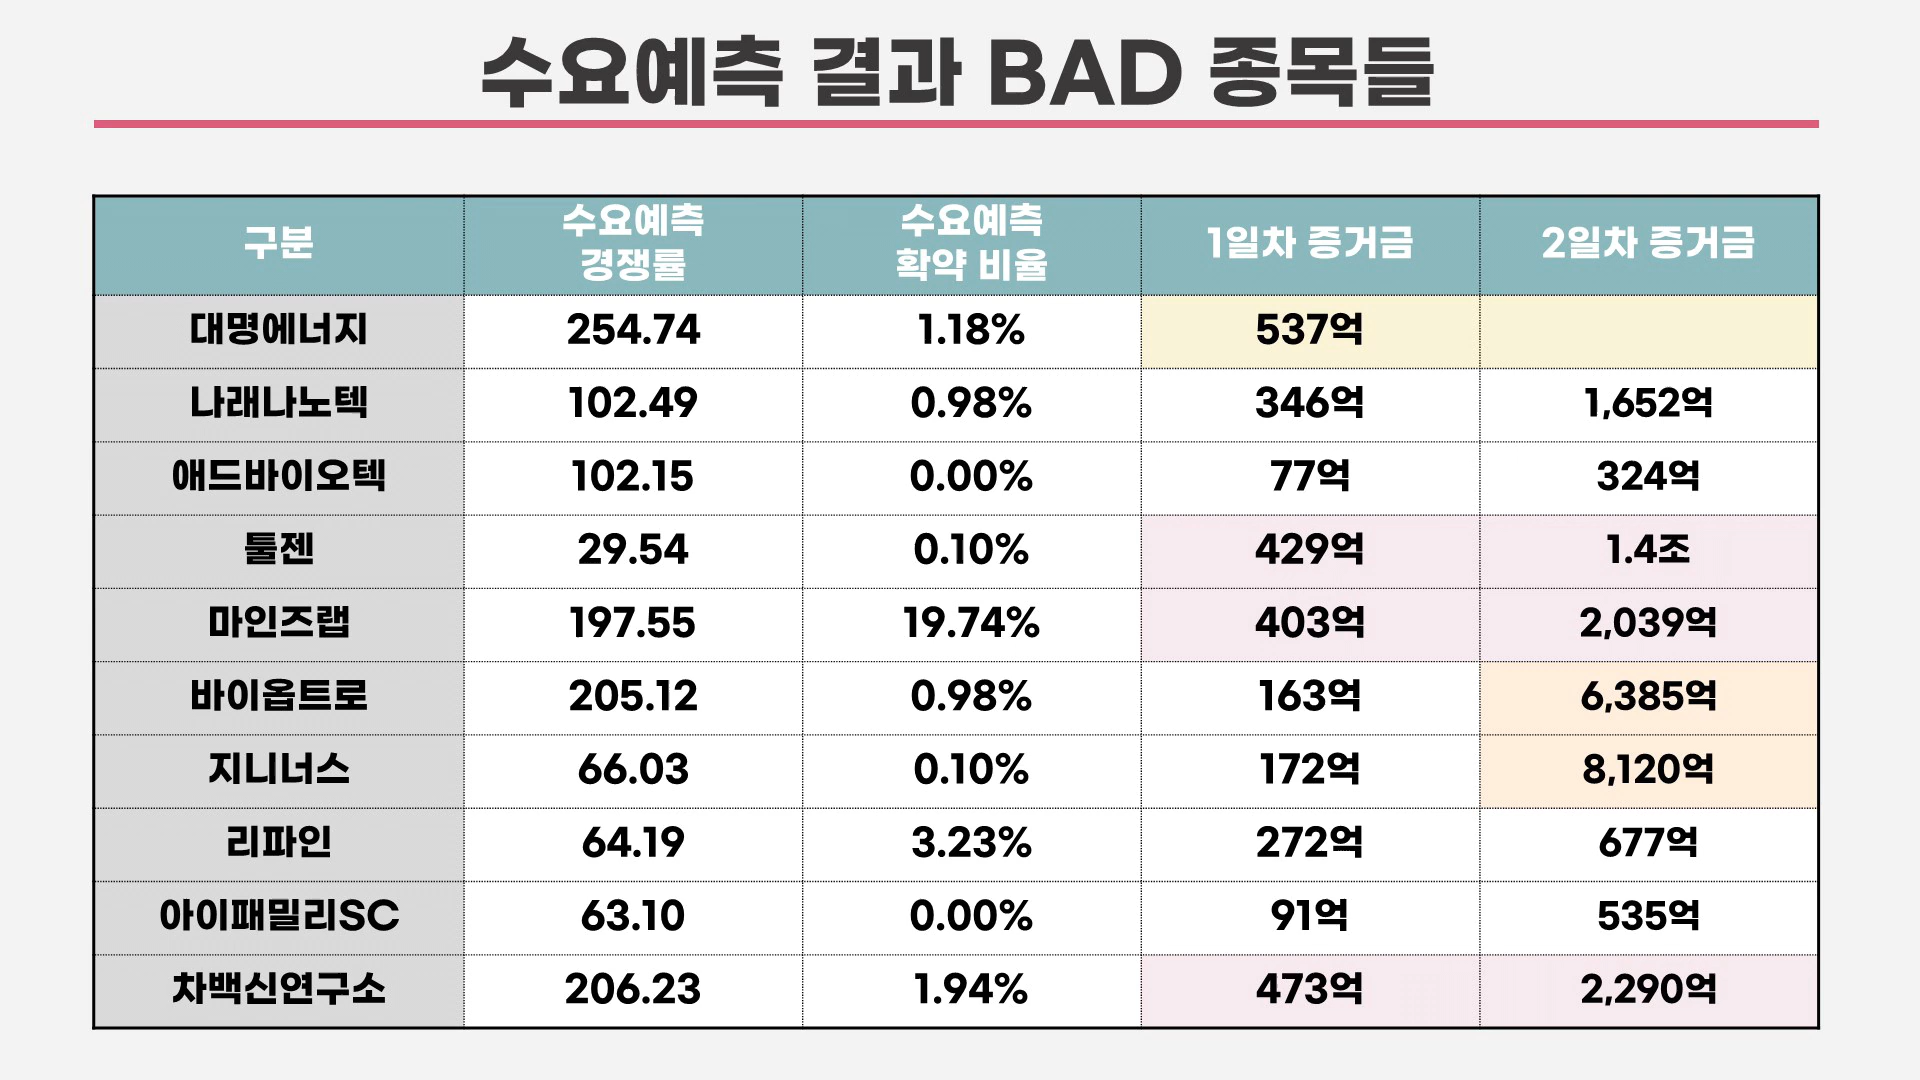 수요예측 결과 BAD 종목들
구분 수요예측 경쟁률 수요예측 확약 비율 1일차 증거금 2일차 증거금
대명에너지 254.74 1.18% 537억
나래나노텍 102.49 0.98% 346억 1,652억
애드바이오텍 102.15 0.00% 77억 324억
툴젠 29.54 0.10% 429억 1.4조
마인즈랩 197.55 19.74% 403억 2,039억
바이옵트로 205.12 0.98% 163억 6,385억
지니너스 66.03 0.10% 172억 8,120억
리파인 64.19 3.23% 272억 677억
아이패밀리SC 63.10 0.00% 91억 535억
차백신연구소 206.23 1.94% 473억 2,290억